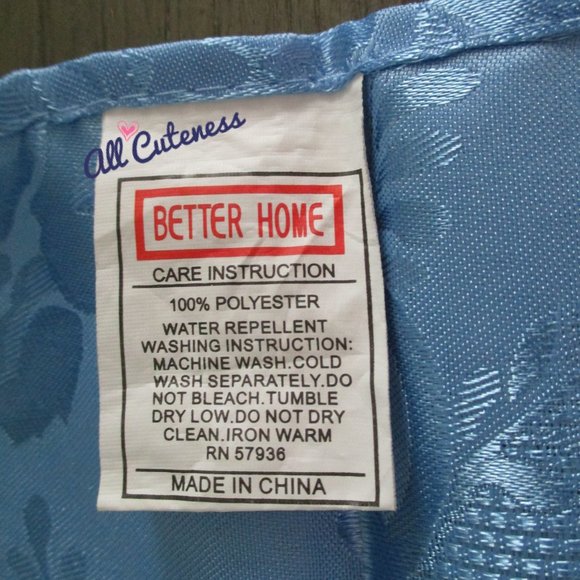 All Cuteness
BETTER HOME
CARE INSTRUCTION
100% POLYESTER
WATER REPELLENT
WASHING INSTRUCTION:
MACHINE WASH.COLD
WASH SEPARATELY.DO
NOT BLEACH.TUMBLE
DRY LOW.DO NOT DRY
CLEAN.IRON WARM
RN 57936
MADE IN CHINA